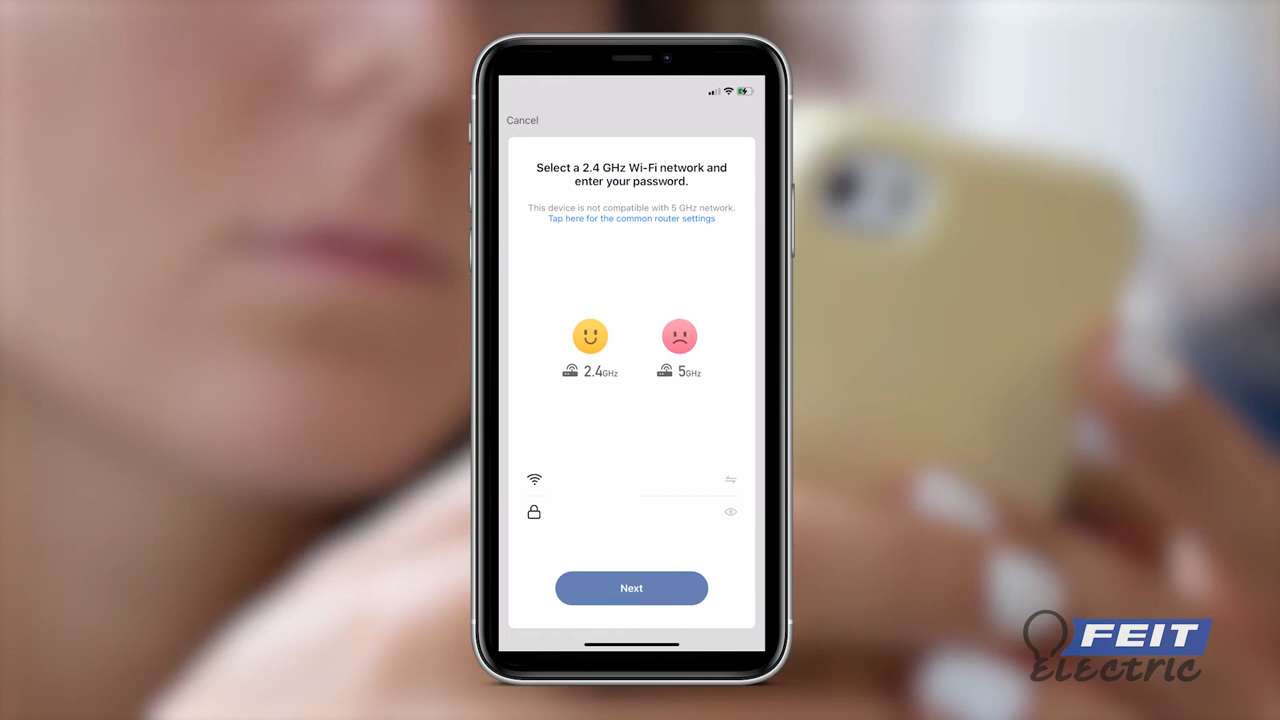 Cancel
Select a 2.4 GHz Wi-Fi network and
enter your password.
This device is not compatible with 5 GHz network.
Tap here for the common router settings
2.4GHz
5GHz
Next
FEIT
Electric